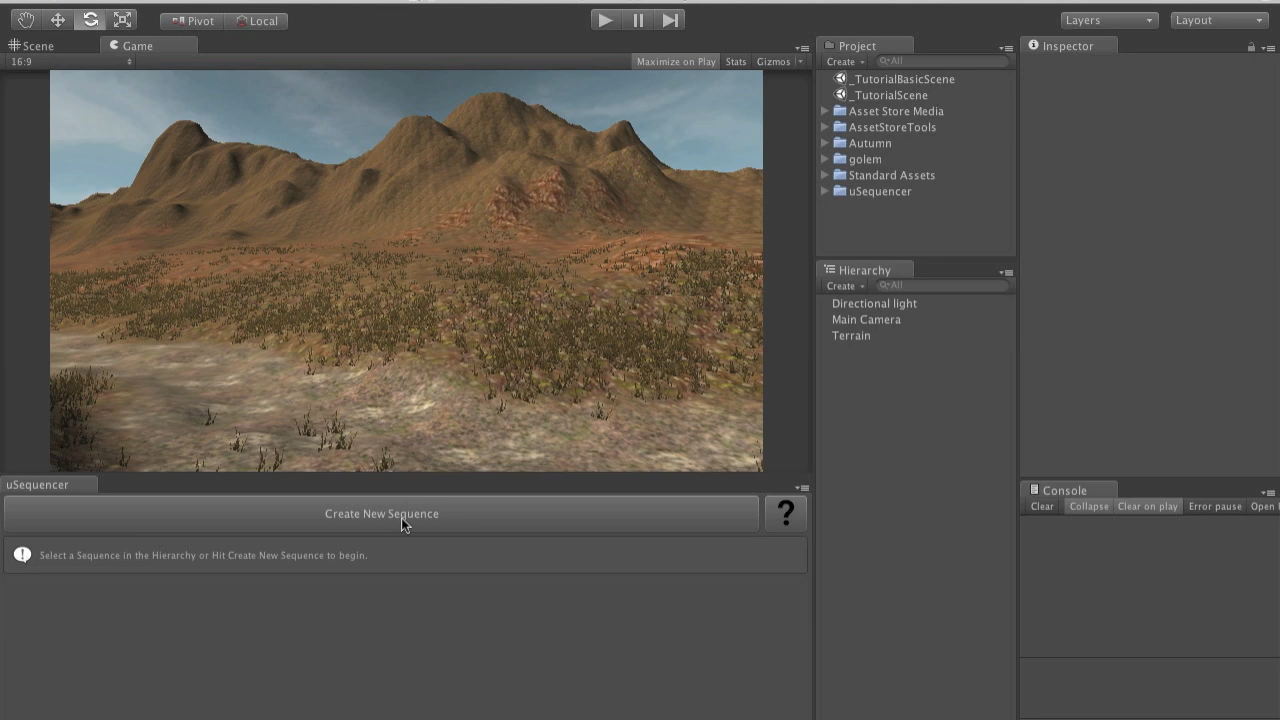 Pivot
Local
Layers
Layout
Scene
Game
16:9
Maximize on Play
Stats
Gizmos
Project
Create
All
_TutorialBasicScene
_TutorialScene
Asset Store Media
AssetStoreTools
Autumn
golem
Standard Assets
uSequencer
Hierarchy
Create
All
Directional light
Main Camera
Terrain
Inspector
uSequencer
Create New Sequence
?
Select a Sequence in the Hierarchy or Hit Create New Sequence to begin.
Console
Clear
Collapse
Clear on play
Error pause
Open